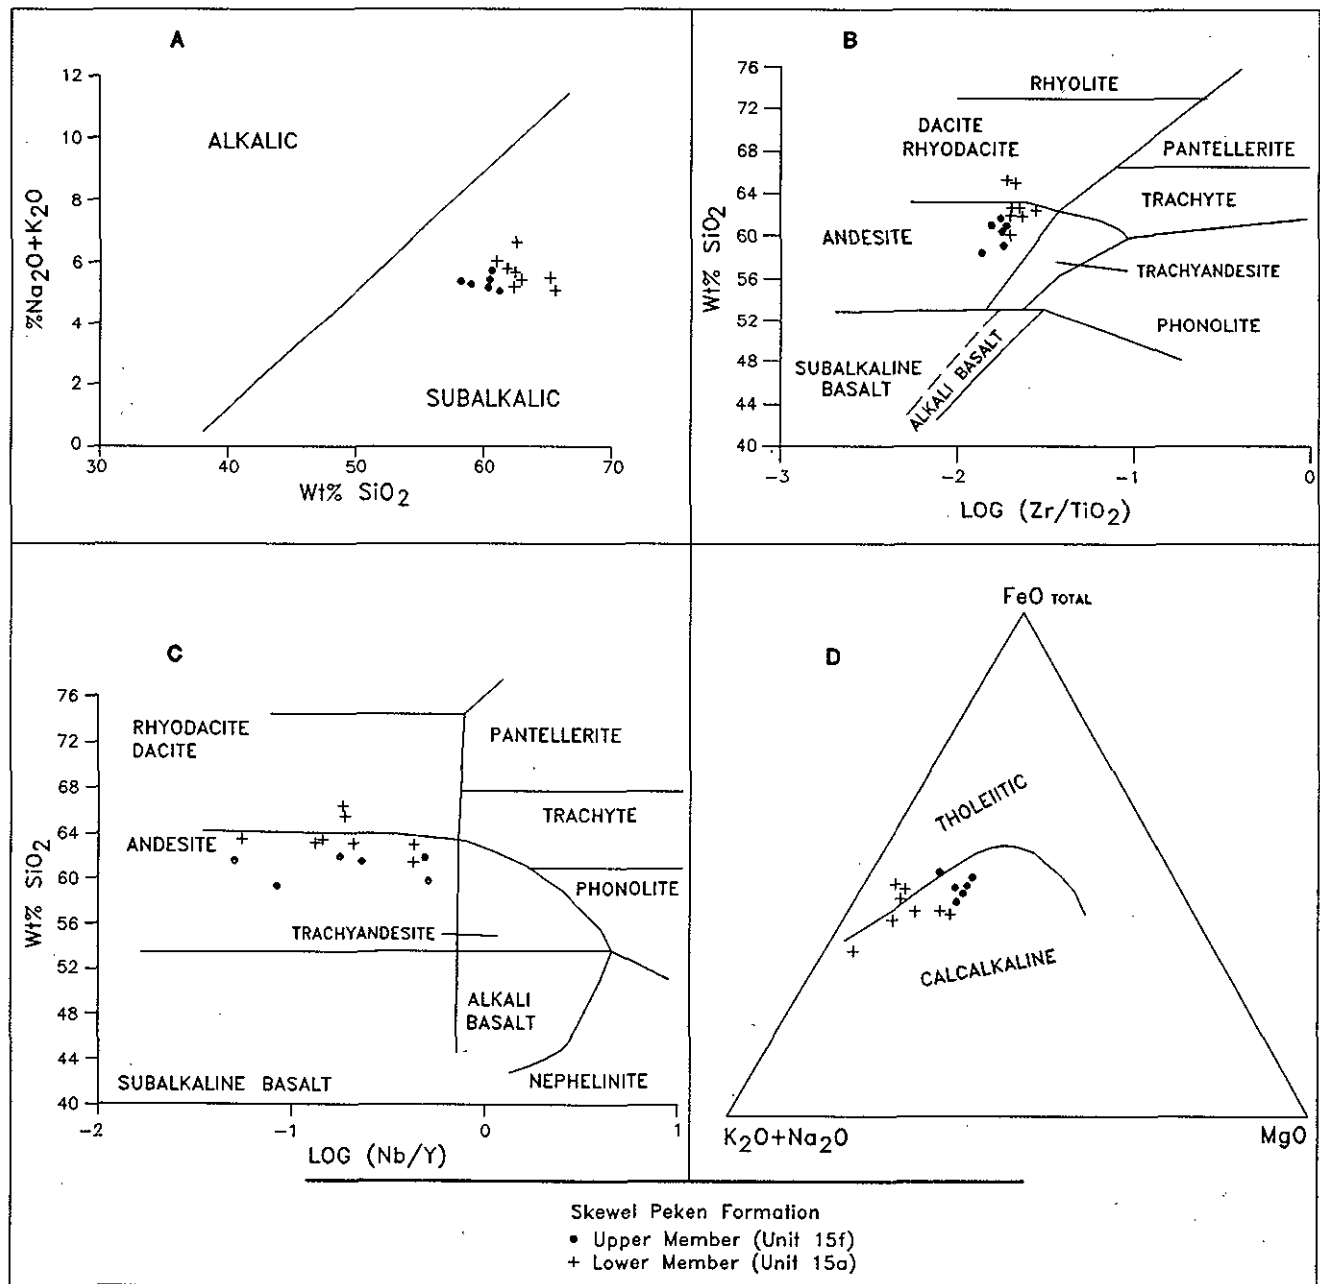 A
12
10
8
6
4
2
0
30
40
50
60
70
%Na2O+K2O
Wt% SiO2
ALKALIC
SUBALKALIC
B
76
72
68
64
60
56
52
48
44
40
-3
-2
-1
0
Wt% SiO2
LOG (Zr/TiO2)
RHYOLITE
DACITE
RHYODACITE
PANTELLERITE
TRACHYTE
ANDESITE
TRACHYANDESITE
PHONOLITE
SUBALKALINE
BASALT
ALKALI BASALT
C
76
72
68
64
60
56
52
48
44
40
-2
-1
0
1
Wt% SiO2
LOG (Nb/Y)
RHYODACITE
DACITE
PANTELLERITE
TRACHYTE
ANDESITE
PHONOLITE
TRACHYANDESITE
ALKALI
BASALT
SUBALKALINE BASALT
NEPHELINITE
D
FeO TOTAL
THOLEIITIC
CALCALKALINE
K2O+Na2O
MgO
Skewel Peken Formation
• Upper Member (Unit 15f)
+ Lower Member (Unit 15a)